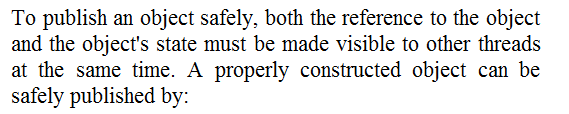 To publish an object safely, both the reference to the object
and the object's state must be made visible to other threads
at the same time. A properly constructed object can be
safely published by: